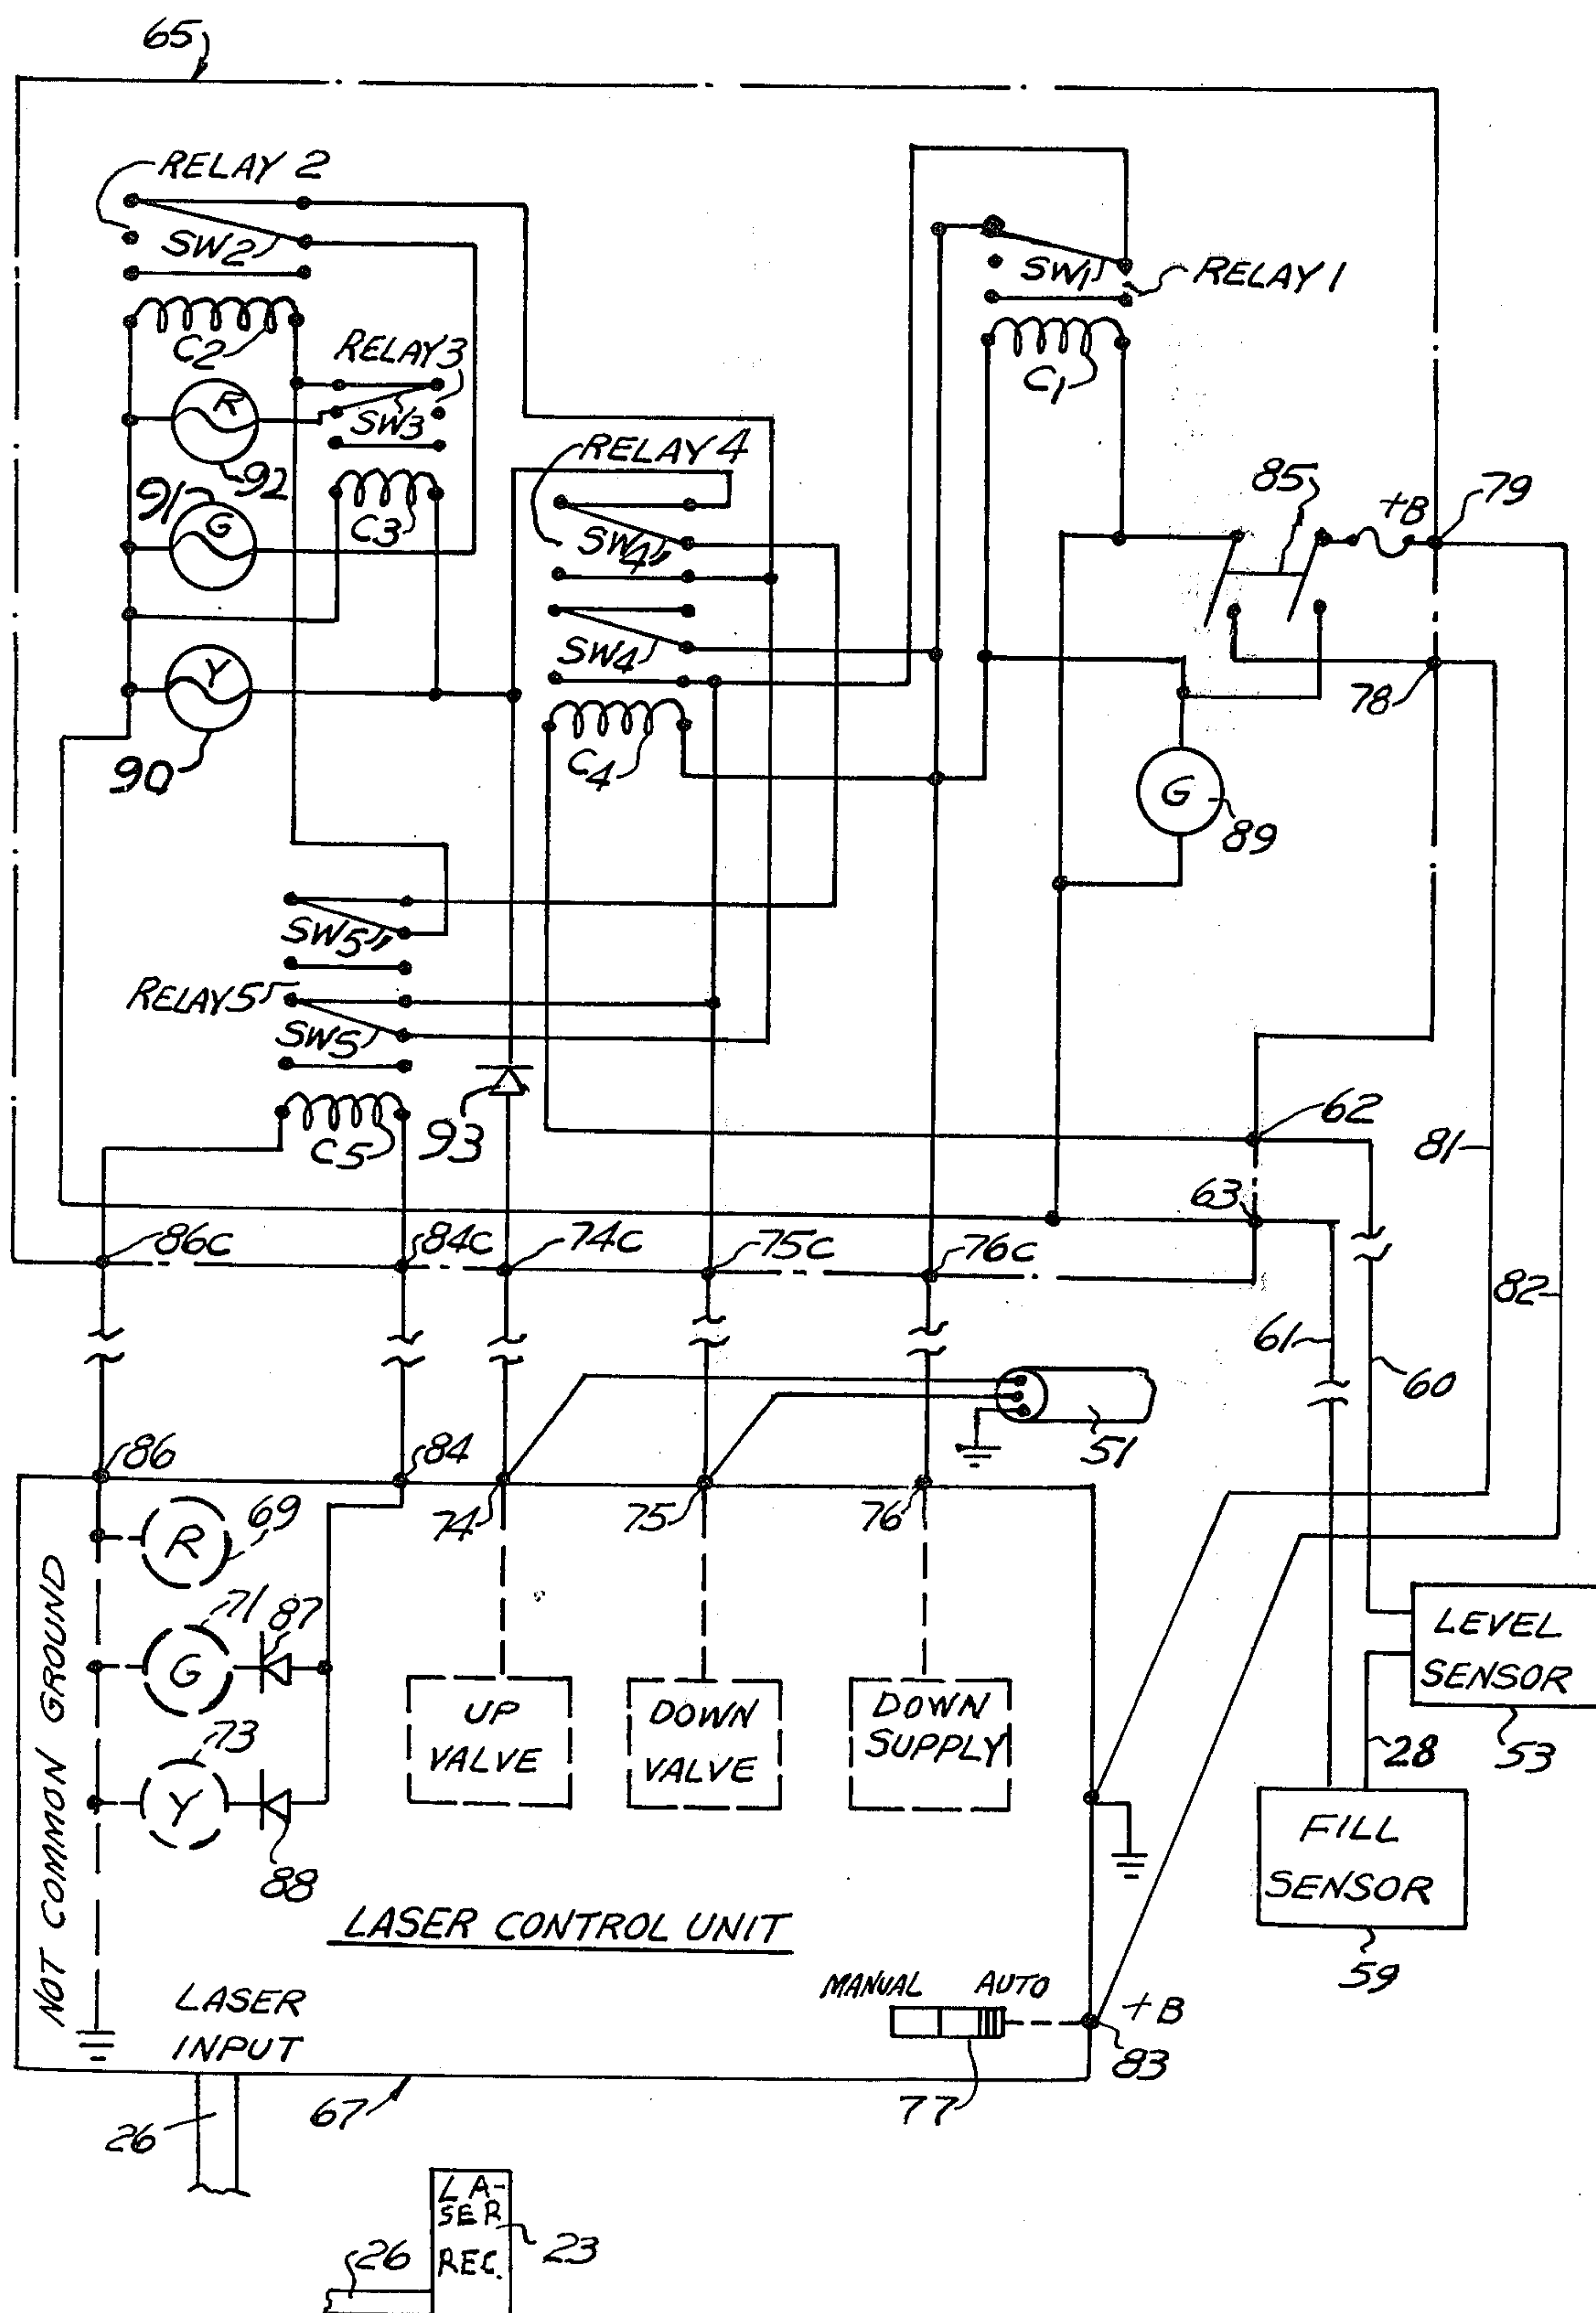 65
RELAY 2
SW2
C2
RELAY 3
R
SW3
92
91
G
C3
Y
90
RELAY 4
SW4"
SW4
C4
SW1
RELAY 1
C1
85
+B
79
78
G
89
SW5"
RELAY 5
SW5
C5
93
62
63
86C
84C
74C
75C
76C
81
82
61
60
51
86
84
74
75
76
R
69
71
87
G
73
Y
88
NOT COMMON GROUND
UP
VALVE
DOWN
VALVE
DOWN
SUPPLY
LEVEL
SENSOR
53
28
FILL
SENSOR
59
LASER CONTROL UNIT
LASER
INPUT
MANUAL AUTO
+B
83
77
67
26
LA-
SER
REC.
23
26